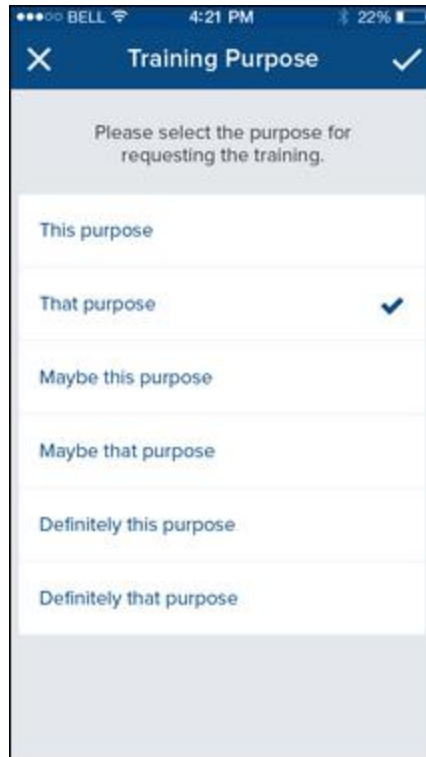 BELL 4:21 PM 22%
Training Purpose
Please select the purpose for
requesting the training.
This purpose
That purpose
Maybe this purpose
Maybe that purpose
Definitely this purpose
Definitely that purpose